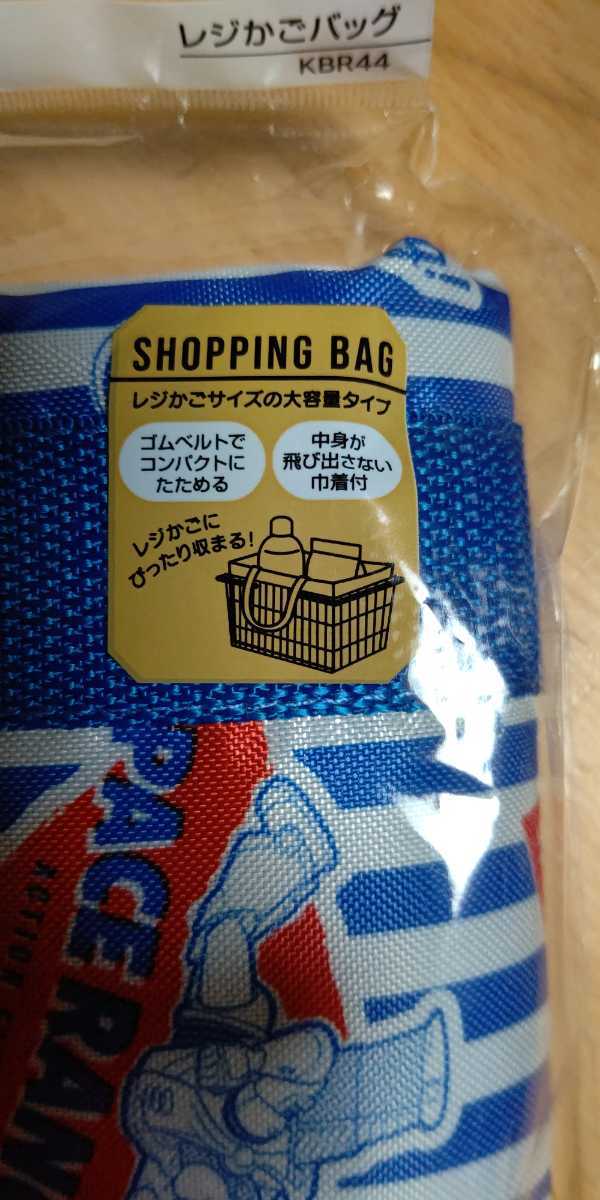 レジかごバッグ
KBR44
SHOPPING BAG
レジかごサイズの大容量タイプ
ゴムベルトで
コンパクトに
たためる
中身が
飛び出さない
巾着付
レジかごに
ぴったり収まる!
PACE RAN
ACTION